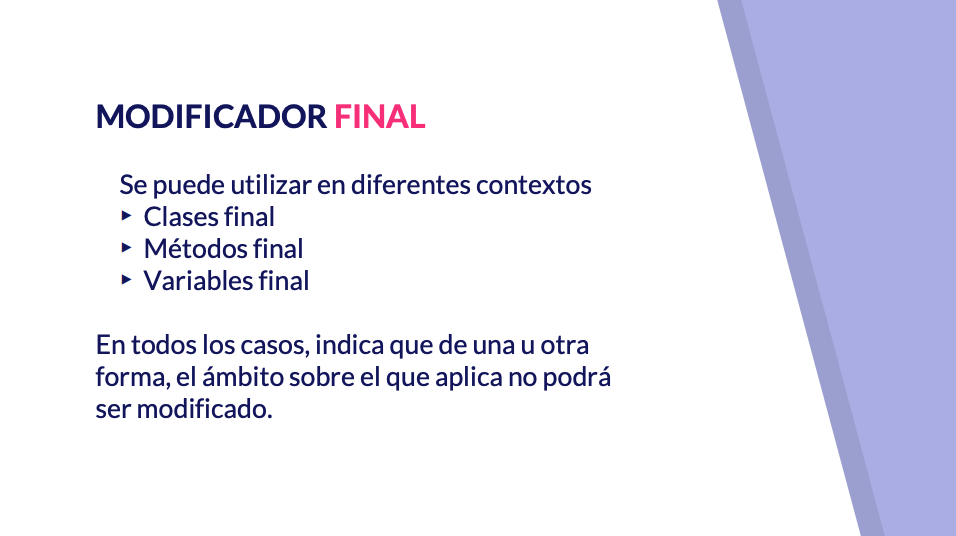 MODIFICADOR FINAL
Se puede utilizar en diferentes contextos
‣ Clases final
‣ Métodos final
‣ Variables final
En todos los casos, indica que de una u otra
forma, el ámbito sobre el que aplica no podrá
ser modificado.